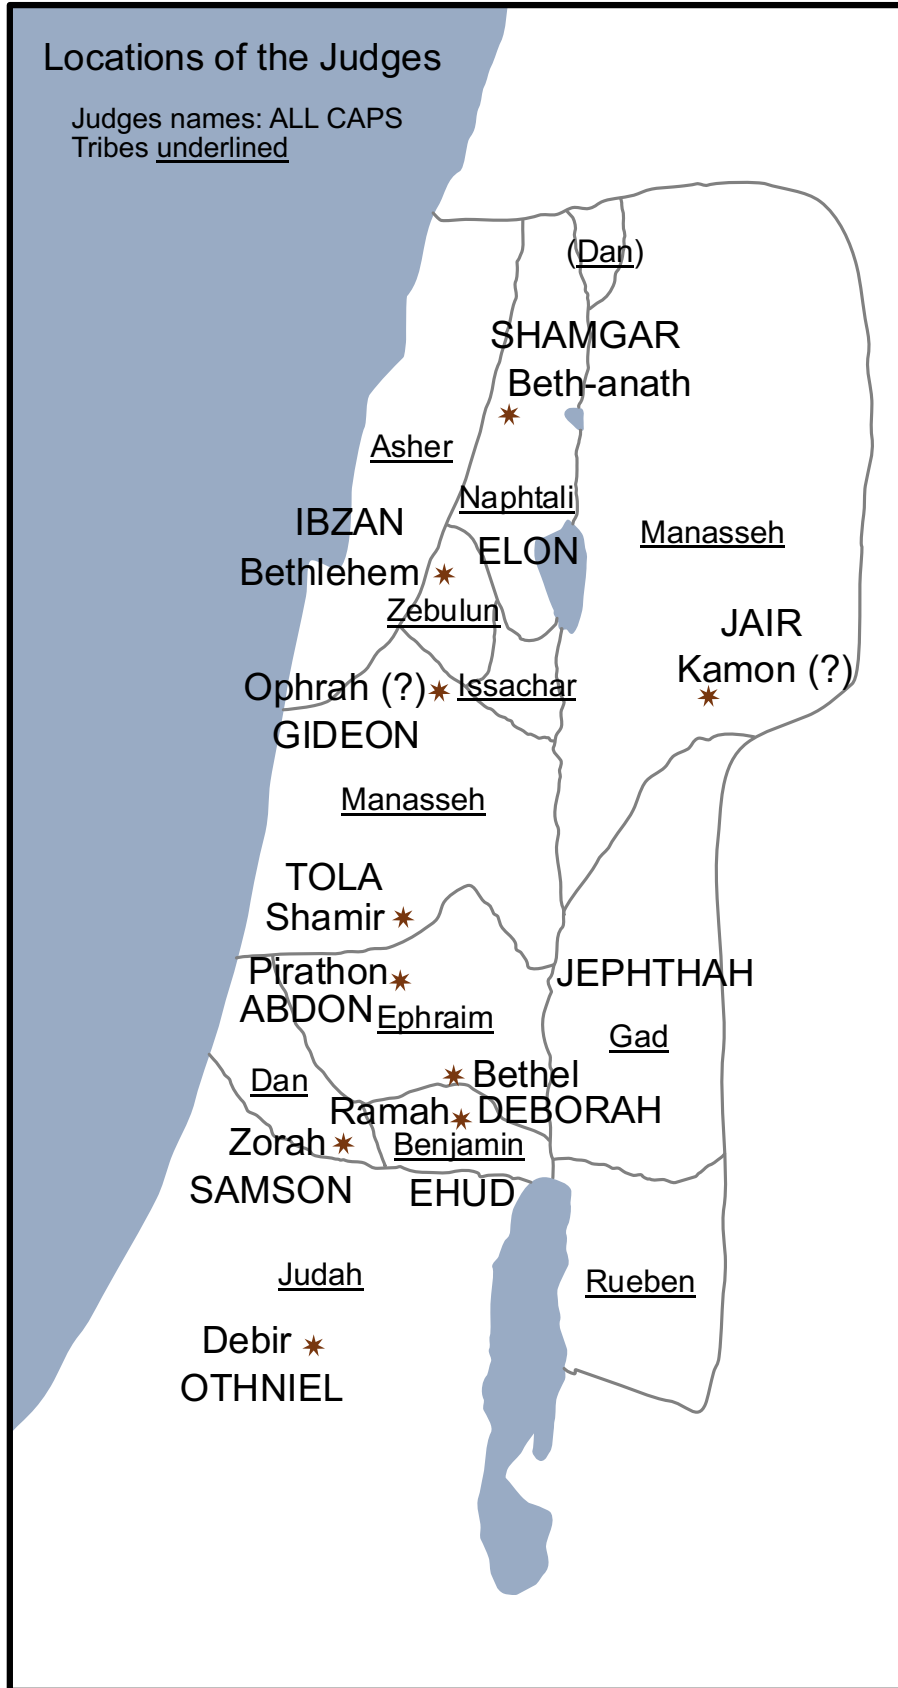 Locations of the Judges
Judges names: ALL CAPS
Tribes underlined
(Dan)
SHAMGAR
Beth-anath
Asher
Naphtali
IBZAN
Manasseh
ELON
Bethlehem
Zebulun
JAIR
Kamon (?)
Ophrah (?)
Issachar
GIDEON
Manasseh
TOLA
Shamir
Pirathon
JEPHTHAH
ABDON
Ephraim
Gad
Bethel
Dan
Ramah
DEBORAH
Zorah
Benjamin
SAMSON
EHUD
Judah
Rueben
Debir
OTHNIEL